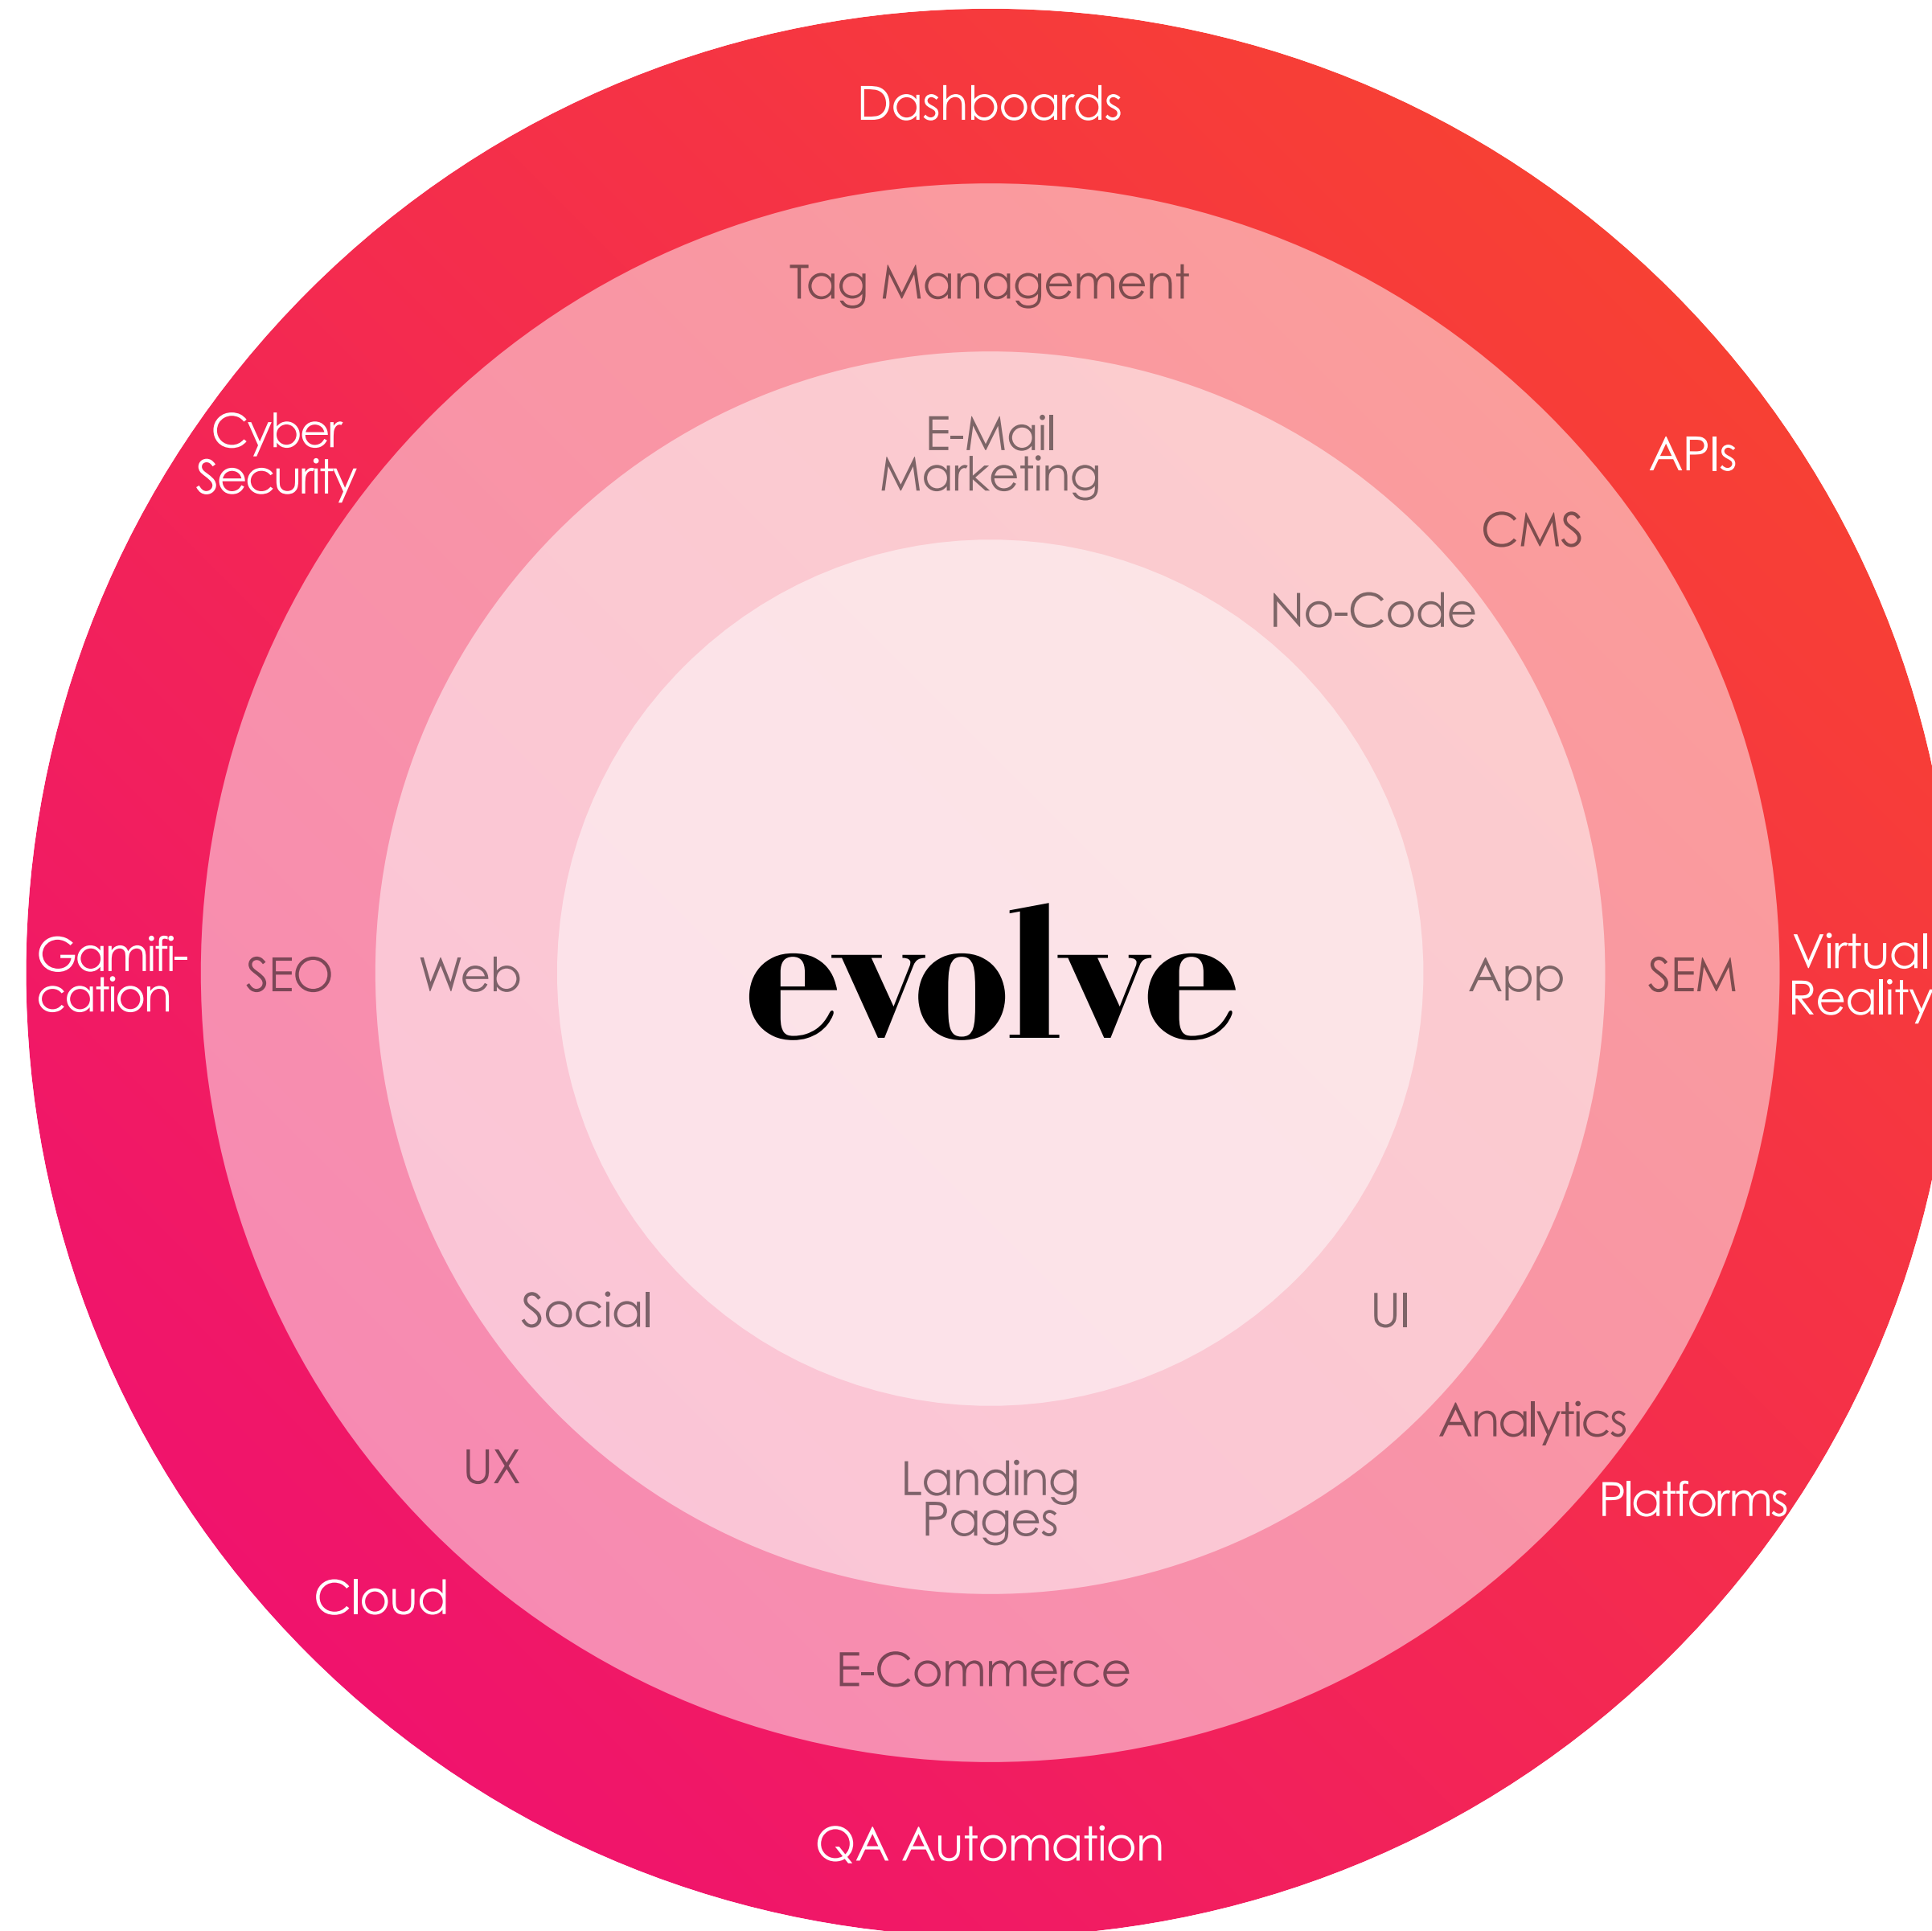 Dashboards
Tag Management
E-Mail
Marketing
Cyber
Security
APIs
CMS
No-Code
Gamifi-
cation
SEO
Web
evolve
App
SEM
Virtual
Reality
Social
UI
Analytics
UX
Landing
Pages
Platforms
Cloud
E-Commerce
QA Automation